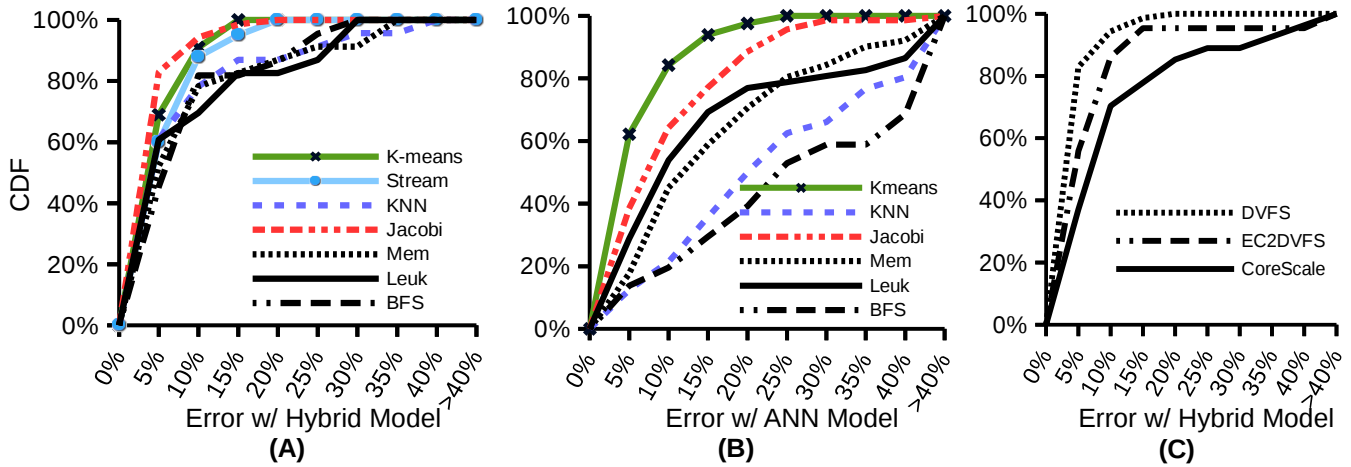 CDF
100%
80%
60%
40%
20%
0%
K-means
Stream
KNN
Jacobi
Mem
Leuk
BFS
0%
5%
10%
15%
20%
25%
30%
35%
>40%
Error w/ Hybrid Model
(A)
100%
80%
60%
40%
20%
0%
Kmeans
KNN
Jacobi
Mem
Leuk
BFS
0%
5%
10%
15%
20%
25%
30%
35%
>40%
Error w/ ANN Model
(B)
100%
80%
60%
40%
20%
0%
DVFS
EC2DVFS
CoreScale
0%
5%
10%
15%
20%
25%
30%
35%
>40%
Error w/ Hybrid Model
(C)